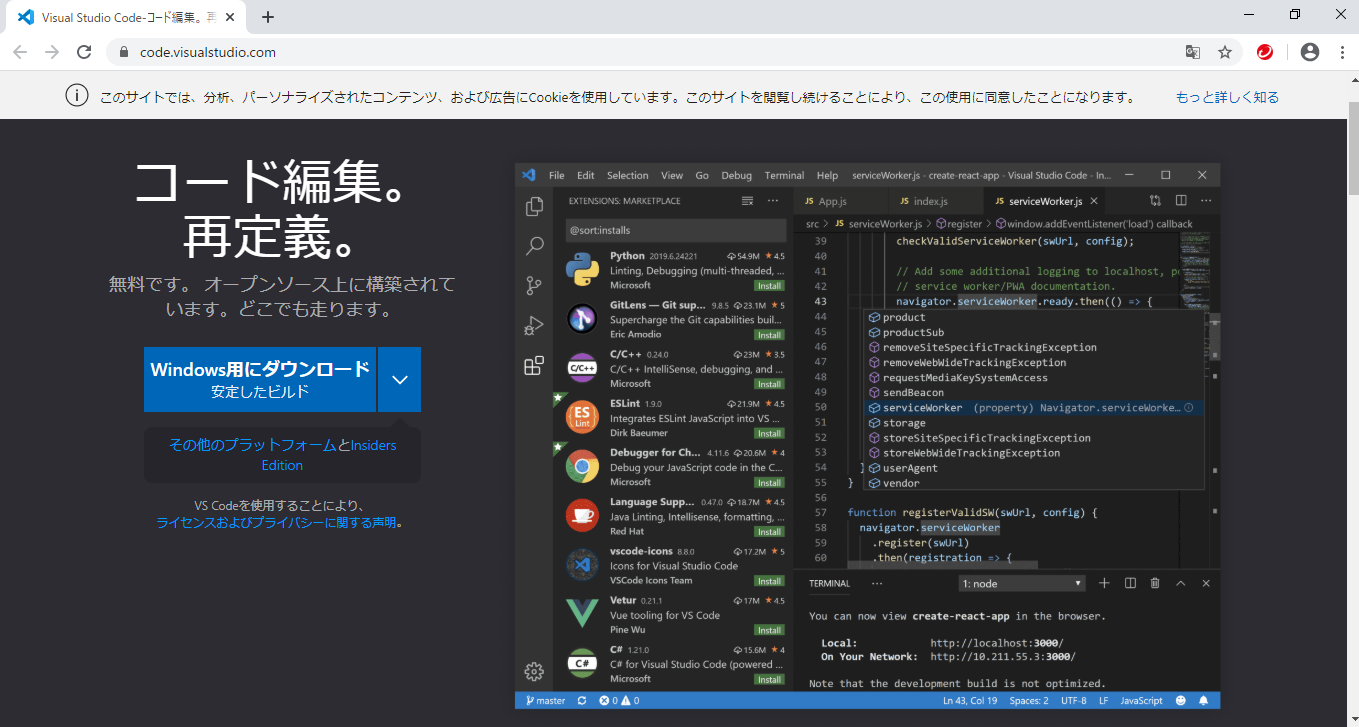 Visual Studio Code-コード編集。再
code.visualstudio.com
このサイトでは、分析、パーソナライズされたコンテンツ、および広告にCookieを使用しています。このサイトを閲覧し続けることにより、この使用に同意したことになります。 もっと詳しく知る
コード編集。
再定義。
無料です。 オープンソース上に構築されて
います。どこでも走ります。
Windows用にダウンロード
安定したビルド
その他のプラットフォームとInsiders
Edition
VS Codeを使用することにより、
ライセンスおよびプライバシーに関する声明。
File Edit Selection View Go Debug Terminal Help serviceWorker.js - create-react-app - Visual Studio Code - In...
EXTENSIONS: MARKETPLACE
@sort:installs
Python 2019.6.24221 54.9M 4.5
Linting, Debugging (multi-threaded, ...
Microsoft Install
GitLens — Git sup... 9.8.5 23.1M 5
Supercharge the Git capabilities buil...
Eric Amodio Install
C/C++ 0.24.0 23M 3.5
C/C++ IntelliSense, debugging, and ...
Microsoft Install
ESLint 1.9.0 21.9M 4.5
Integrates ESLint JavaScript into VS ...
Dirk Baeumer Install
Debugger for Ch... 4.11.6 20.6M 4
Debug your JavaScript code in the C...
Microsoft Install
Language Supp... 0.47.0 18.7M 4.5
Java Linting, Intellisense, formatting, ...
Red Hat Install
vscode-icons 8.8.0 17.2M 5
Icons for Visual Studio Code
VSCode Icons Team Install
Vetur 0.21.1 17M 4.5
Vue tooling for VS Code
Pine Wu Install
C# 1.21.0 15.6M 4
C# for Visual Studio Code (powered ...
Microsoft Install
C/C++
ES
Lint
C#
JS App.js JS index.js JS serviceWorker.js
src > JS serviceWorker.js > register > window.addEventListener('load') callback
39 checkValidServiceWorker(swUrl, config);
40
41 // Add some additional logging to localhost, p
42 // service worker/PWA documentation.
43 navigator.serviceWorker.ready.then(() => {
44 product
45 productSub
46 removeSiteSpecificTrackingException
47 removeWebWideTrackingException
48 requestMediaKeySystemAccess
49 sendBeacon
50 serviceWorker (property) Navigator.serviceWorke...
51 storage
52 storeSiteSpecificTrackingException
53 storeWebWideTrackingException
54 } userAgent
55 } vendor
56
57 function registerValidSW(swUrl, config) {
58 navigator.serviceWorker
59 .register(swUrl)
60 .then(registration => {
TERMINAL ... 1: node
You can now view create-react-app in the browser.
Local: http://localhost:3000/
On Your Network: http://10.211.55.3:3000/
Note that the development build is not optimized.
master 0 0 Ln 43, Col 19 Spaces: 2 UTF-8 LF JavaScript